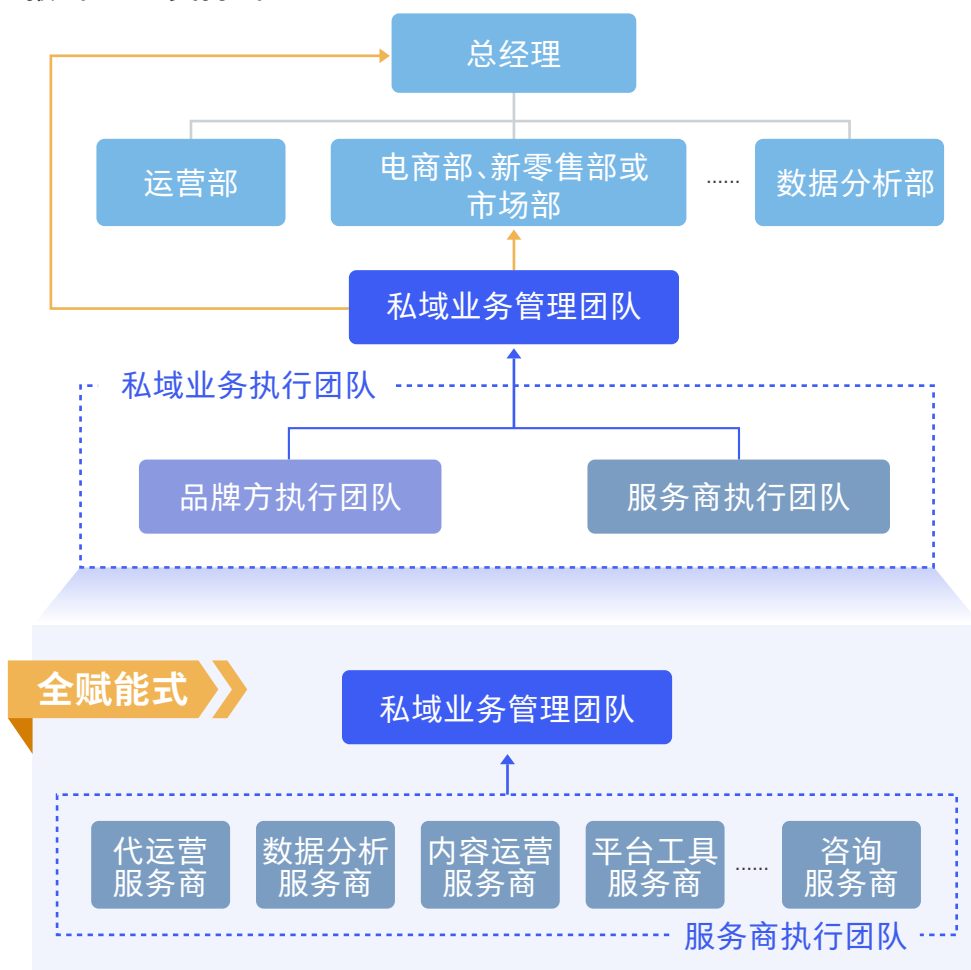 总经理
运营部
电商部、新零售部或
市场部
......
数据分析部
私域业务管理团队
私域业务执行团队
品牌方执行团队
服务商执行团队
全赋能式
私域业务管理团队
代运营
服务商
数据分析
服务商
内容运营
服务商
平台工具
服务商
......
咨询
服务商
服务商执行团队